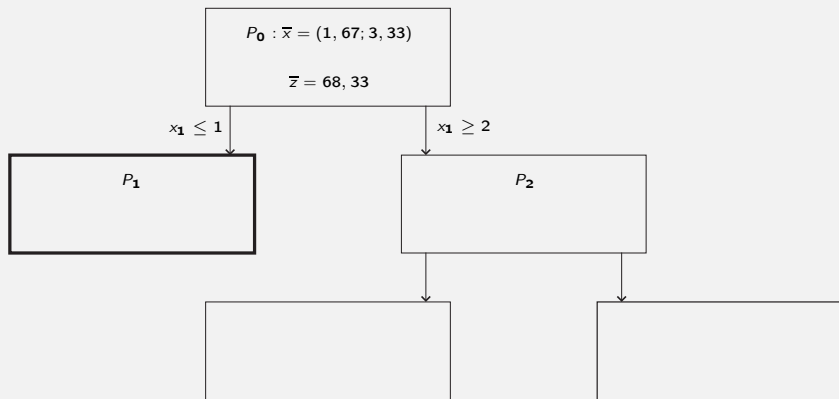 P₀ : x̅ = (1, 67; 3, 33)
z̅ = 68, 33
x₁ ≤ 1
x₁ ≥ 2
P₁
P₂